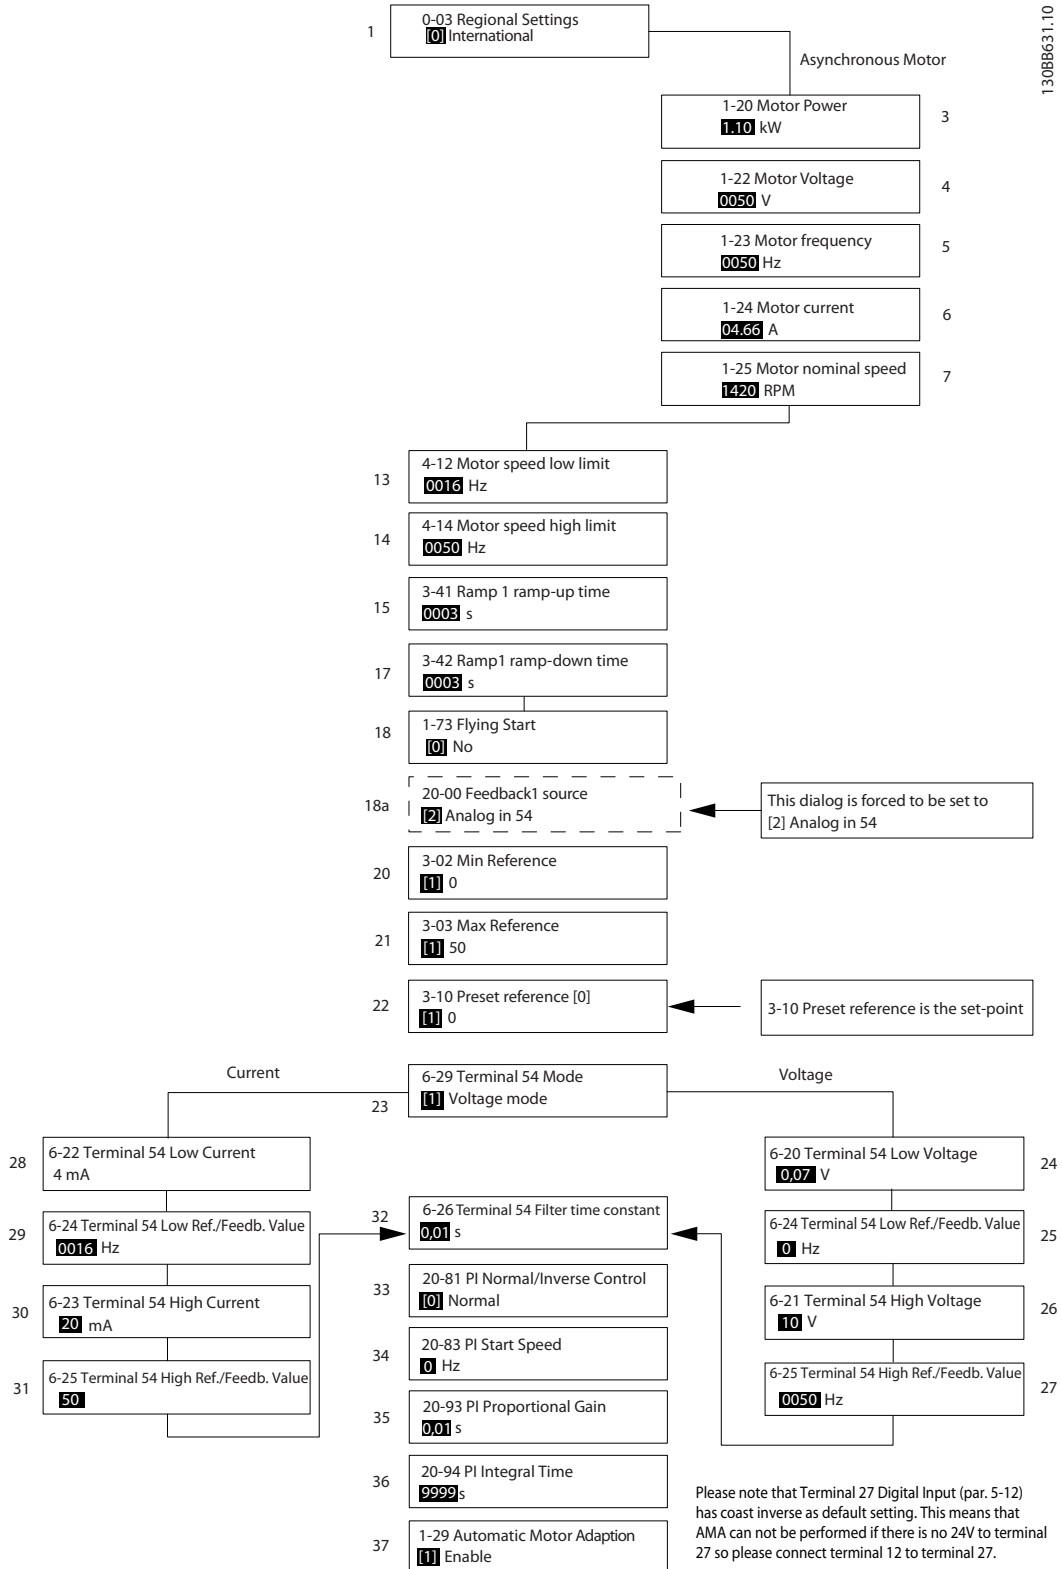 130BB631.10
1
0-03 Regional Settings
[0] International
Asynchronous Motor
1-20 Motor Power
1.10 kW
3
1-22 Motor Voltage
0050 V
4
1-23 Motor frequency
0050 Hz
5
1-24 Motor current
04.66 A
6
1-25 Motor nominal speed
1420 RPM
7
13
4-12 Motor speed low limit
0016 Hz
14
4-14 Motor speed high limit
0050 Hz
15
3-41 Ramp 1 ramp-up time
0003 s
17
3-42 Ramp1 ramp-down time
0003 s
18
1-73 Flying Start
[0] No
18a
20-00 Feedback1 source
[2] Analog in 54
This dialog is forced to be set to
[2] Analog in 54
20
3-02 Min Reference
[1] 0
21
3-03 Max Reference
[1] 50
22
3-10 Preset reference [0]
[1] 0
3-10 Preset reference is the set-point
Current
23
6-29 Terminal 54 Mode
[1] Voltage mode
Voltage
28
6-22 Terminal 54 Low Current
4 mA
29
6-24 Terminal 54 Low Ref./Feedb. Value
0016 Hz
30
6-23 Terminal 54 High Current
20 mA
31
6-25 Terminal 54 High Ref./Feedb. Value
50
6-20 Terminal 54 Low Voltage
0,07 V
24
6-24 Terminal 54 Low Ref./Feedb. Value
0 Hz
25
6-21 Terminal 54 High Voltage
10 V
26
6-25 Terminal 54 High Ref./Feedb. Value
0050 Hz
27
32
6-26 Terminal 54 Filter time constant
0,01 s
33
20-81 PI Normal/Inverse Control
[0] Normal
34
20-83 PI Start Speed
0 Hz
35
20-93 PI Proportional Gain
0,01 s
36
20-94 PI Integral Time
9999 s
37
1-29 Automatic Motor Adaption
[1] Enable
Please note that Terminal 27 Digital Input (par. 5-12)
has coast inverse as default setting. This means that
AMA can not be performed if there is no 24V to terminal
27 so please connect terminal 12 to terminal 27.